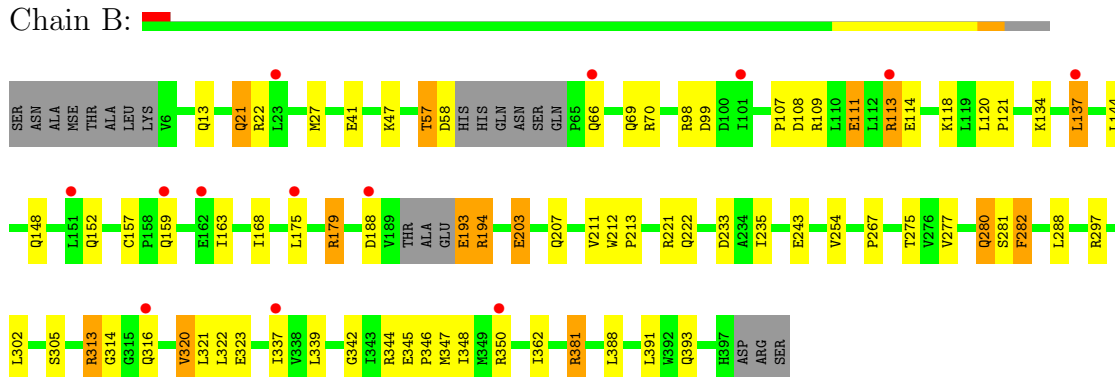 Chain B:
SER ASN ALA MSE THR ALA LEU LYS V6 Q13 Q21 R22 L23 M27 E41 K47 T57 D58 HIS HIS GLN ASN SER GLN P65 Q66 Q69 R70 R98 D99 D100 I101 P107 D108 R109 L110 E111 L112 R113 E114 K118 L119 L120 P121 K134 L137 L144
Q148 L151 Q152 C157 P158 Q159 E162 I163 I168 L175 R179 D188 V189 THR ALA GLU E193 R194 E203 Q207 V211 W212 P213 R221 Q222 D233 A234 I235 E243 V254 P267 T275 V276 V277 Q280 S281 F282 L288 R297
L302 S305 R313 G314 G315 Q316 V320 L321 L322 E323 I337 V338 L339 G342 I343 R344 E345 P346 M347 I348 M349 R350 I362 R381 L388 L391 W392 Q393 H397 ASP ARG SER